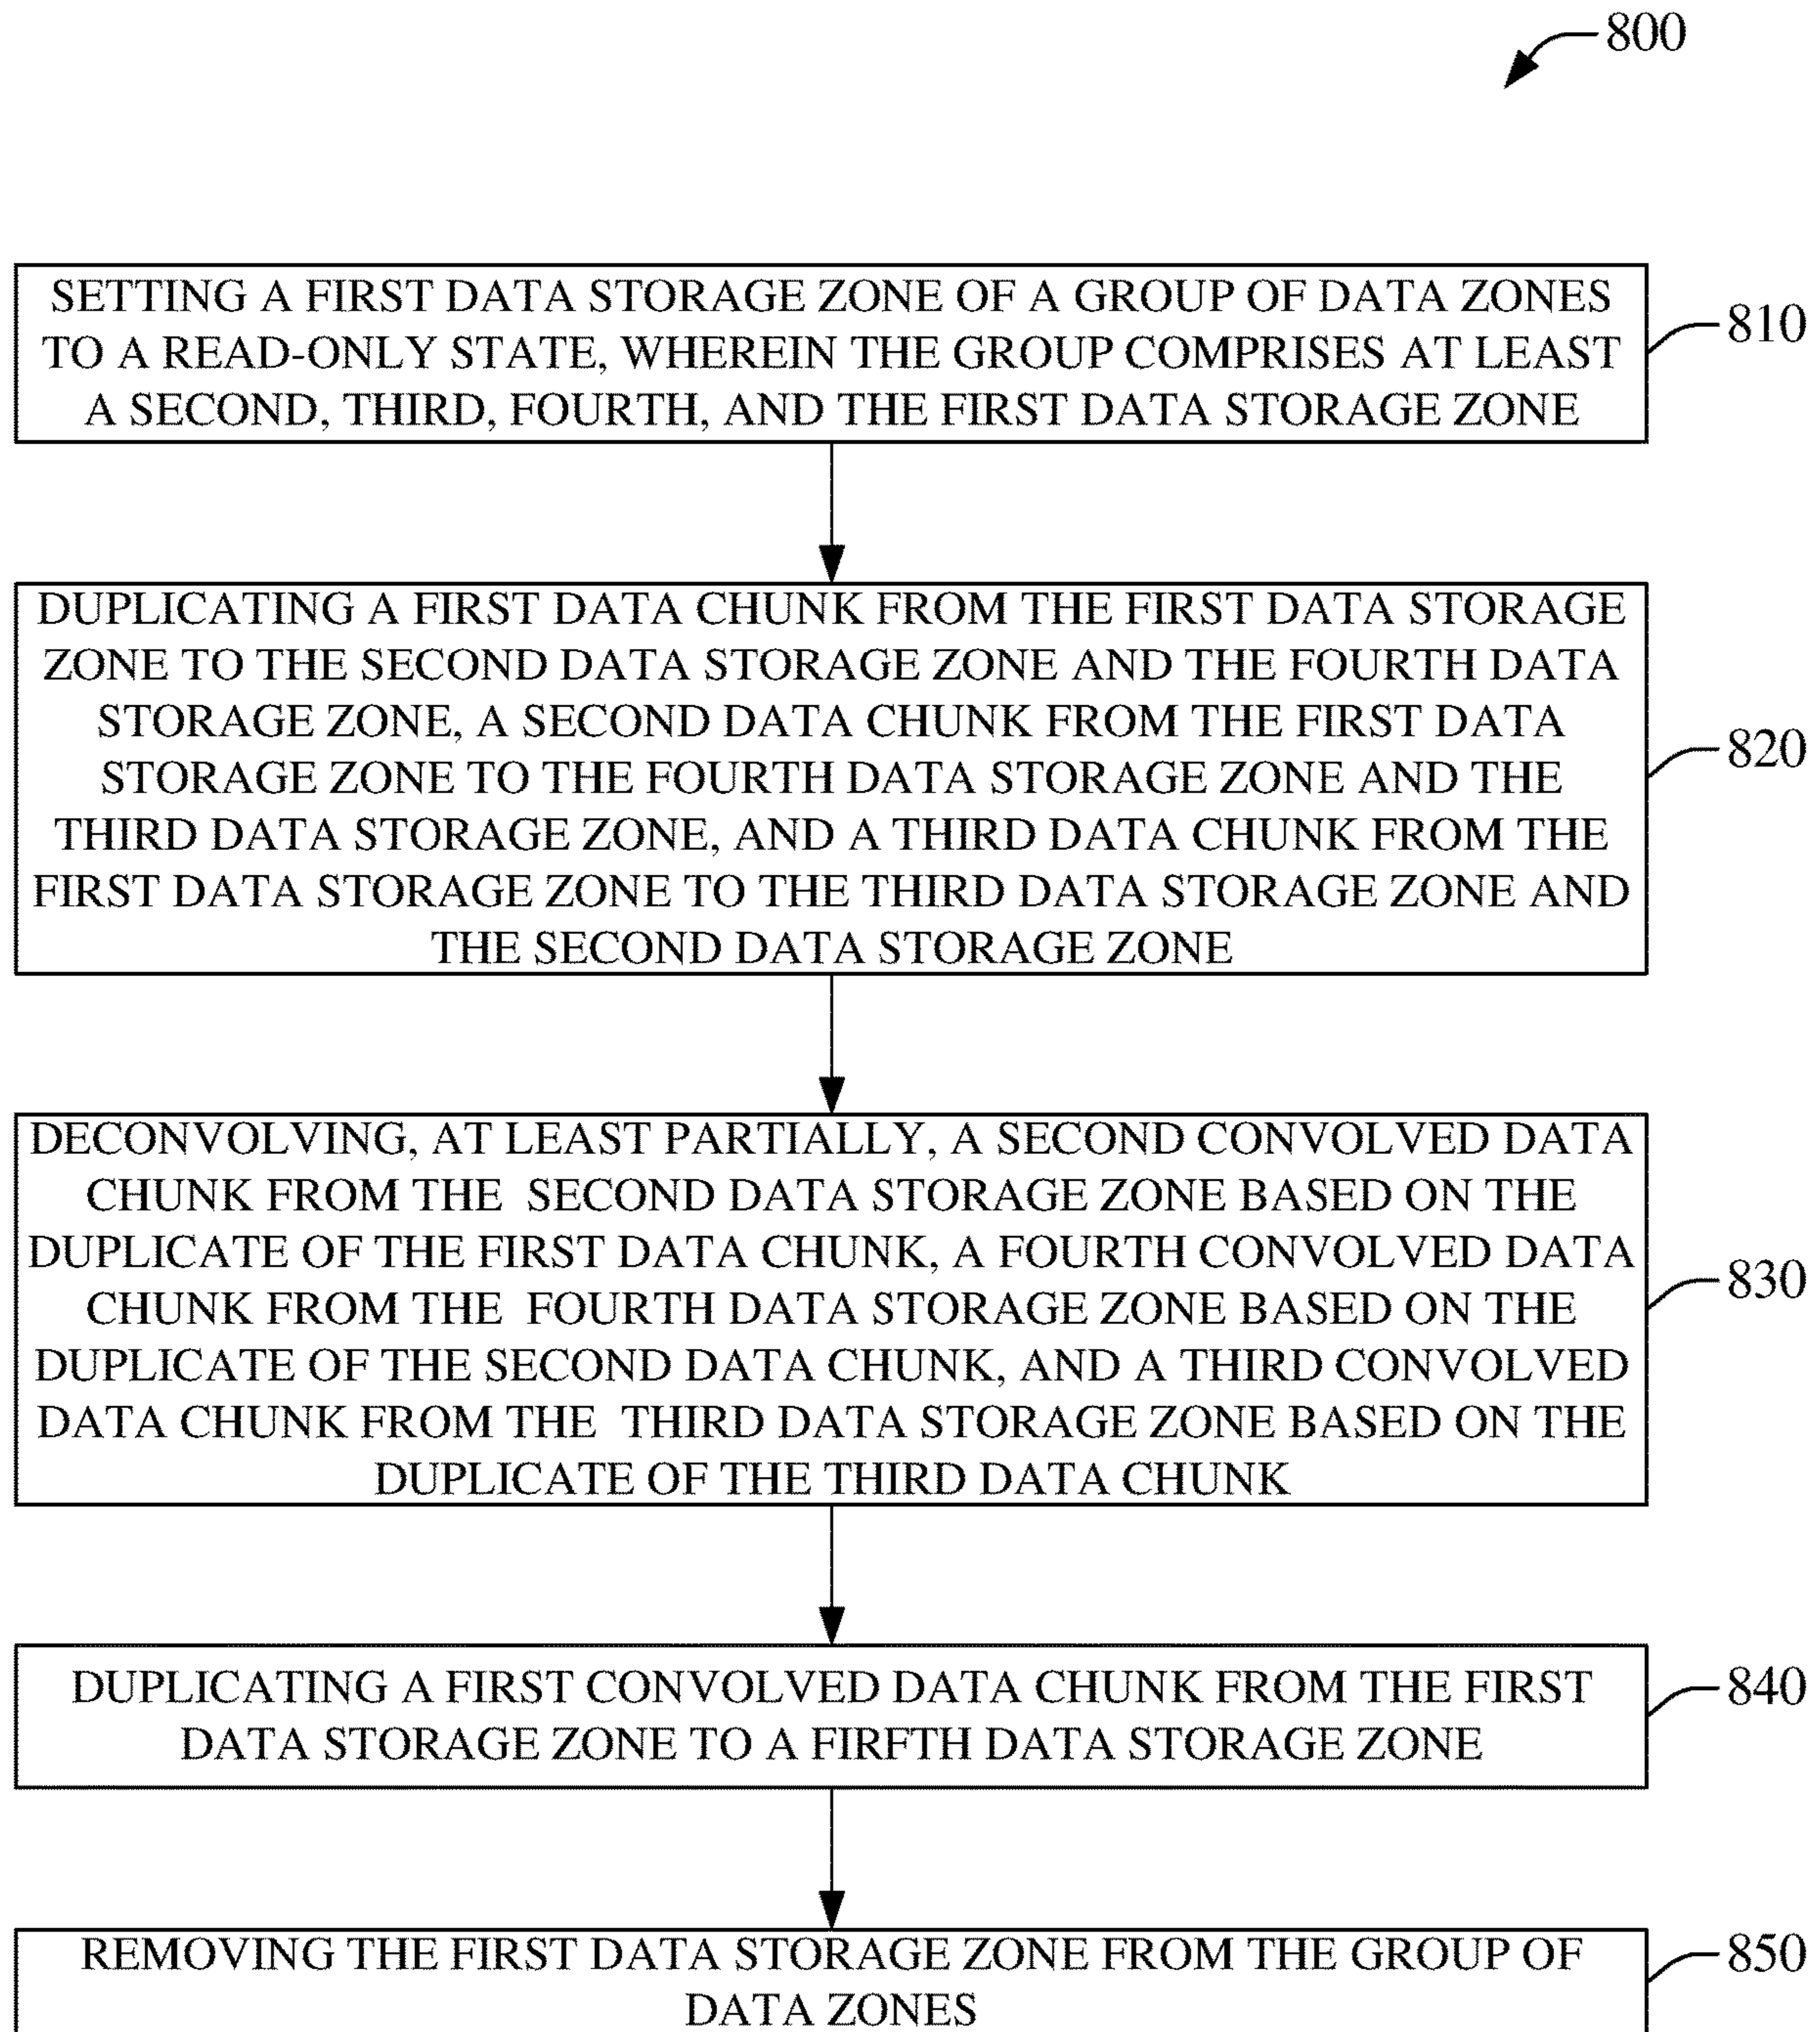 800
SETTING A FIRST DATA STORAGE ZONE OF A GROUP OF DATA ZONES
TO A READ-ONLY STATE, WHEREIN THE GROUP COMPRISES AT LEAST
A SECOND, THIRD, FOURTH, AND THE FIRST DATA STORAGE ZONE
810
DUPLICATING A FIRST DATA CHUNK FROM THE FIRST DATA STORAGE
ZONE TO THE SECOND DATA STORAGE ZONE AND THE FOURTH DATA
STORAGE ZONE, A SECOND DATA CHUNK FROM THE FIRST DATA
STORAGE ZONE TO THE FOURTH DATA STORAGE ZONE AND THE
THIRD DATA STORAGE ZONE, AND A THIRD DATA CHUNK FROM THE
FIRST DATA STORAGE ZONE TO THE THIRD DATA STORAGE ZONE AND
THE SECOND DATA STORAGE ZONE
820
DECONVOLVING, AT LEAST PARTIALLY, A SECOND CONVOLVED DATA
CHUNK FROM THE SECOND DATA STORAGE ZONE BASED ON THE
DUPLICATE OF THE FIRST DATA CHUNK, A FOURTH CONVOLVED DATA
CHUNK FROM THE FOURTH DATA STORAGE ZONE BASED ON THE
DUPLICATE OF THE SECOND DATA CHUNK, AND A THIRD CONVOLVED
DATA CHUNK FROM THE THIRD DATA STORAGE ZONE BASED ON THE
DUPLICATE OF THE THIRD DATA CHUNK
830
DUPLICATING A FIRST CONVOLVED DATA CHUNK FROM THE FIRST
DATA STORAGE ZONE TO A FIRFTH DATA STORAGE ZONE
840
REMOVING THE FIRST DATA STORAGE ZONE FROM THE GROUP OF
DATA ZONES
850